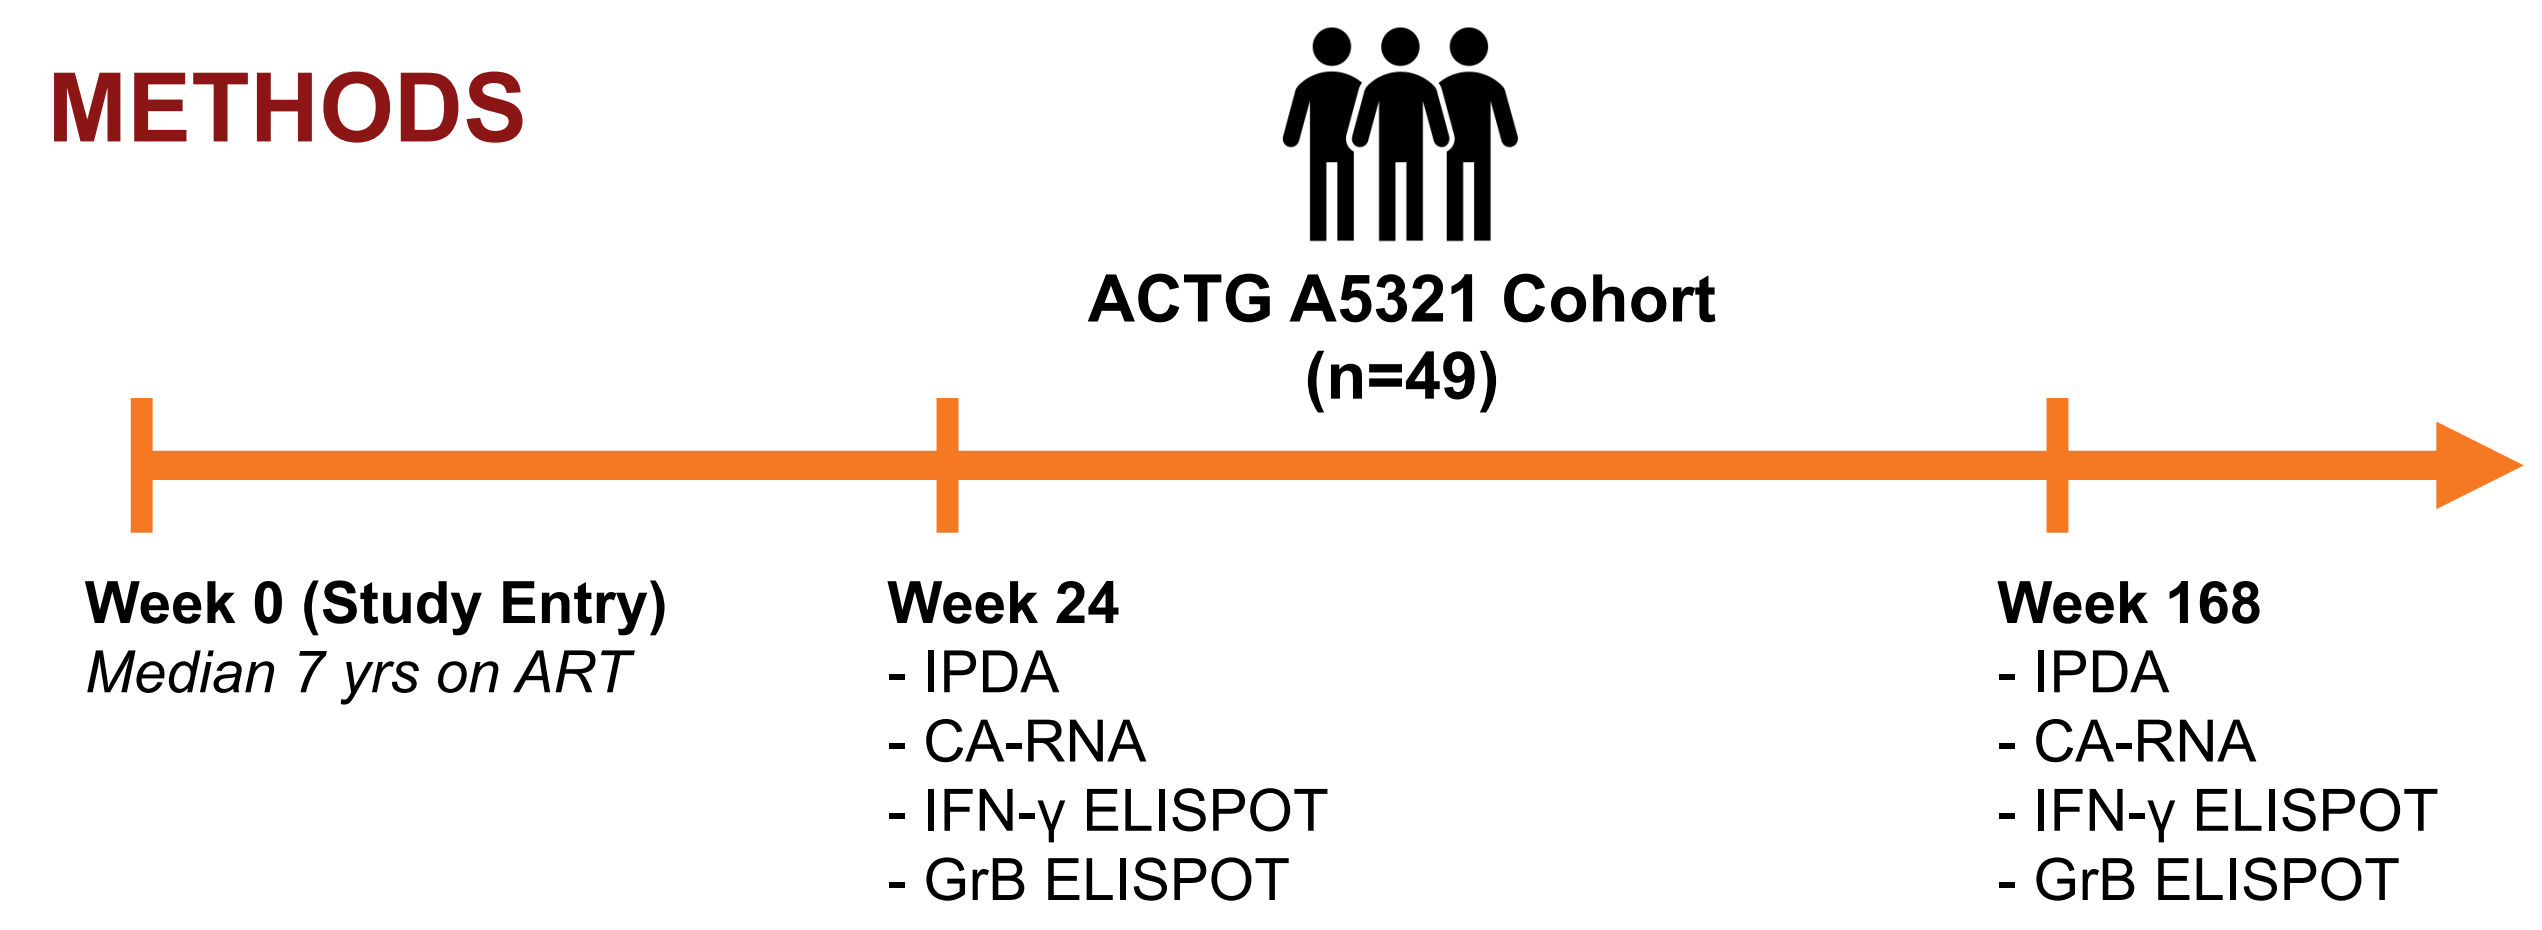 METHODS
ACTG A5321 Cohort
(n=49)
Week 0 (Study Entry)
Median 7 yrs on ART
Week 24
- IPDA
- CA-RNA
- IFN-γ ELISPOT
- GrB ELISPOT
Week 168
- IPDA
- CA-RNA
- IFN-γ ELISPOT
- GrB ELISPOT